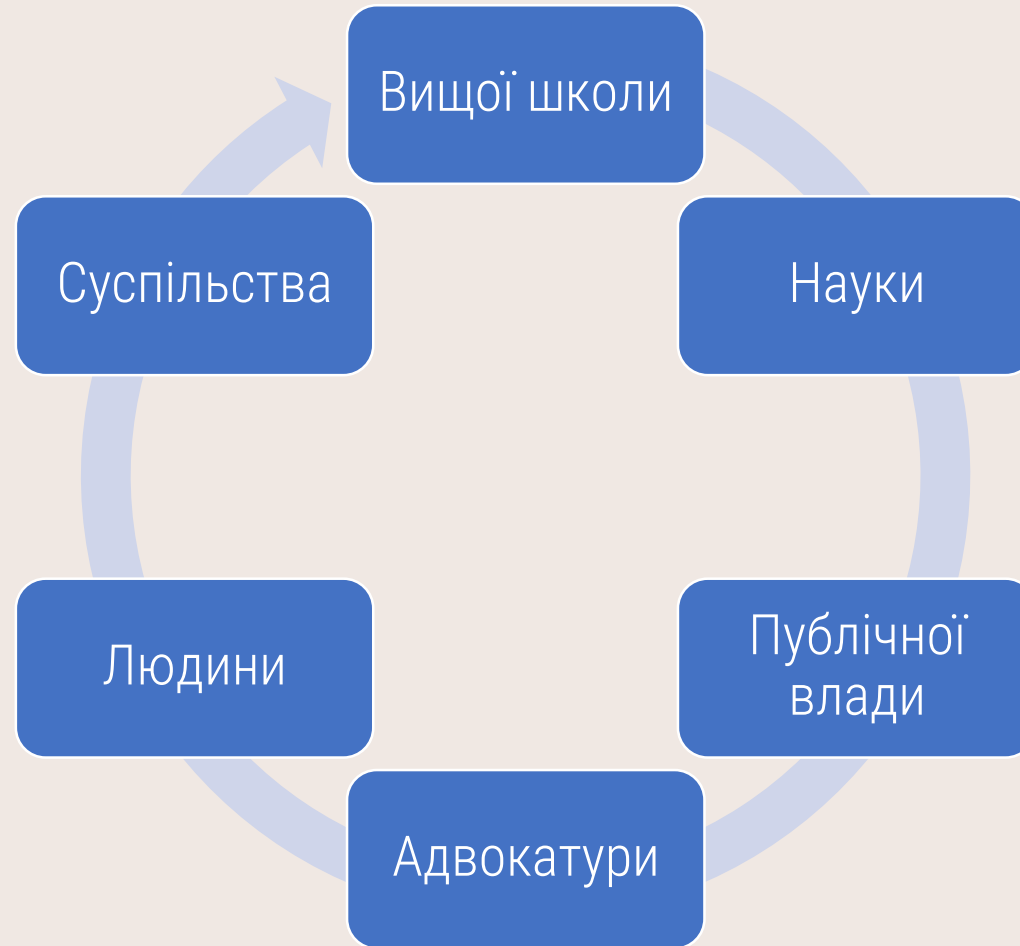 Вищої школи
Науки
Публічної
влади
Адвокатури
Людини
Суспільства